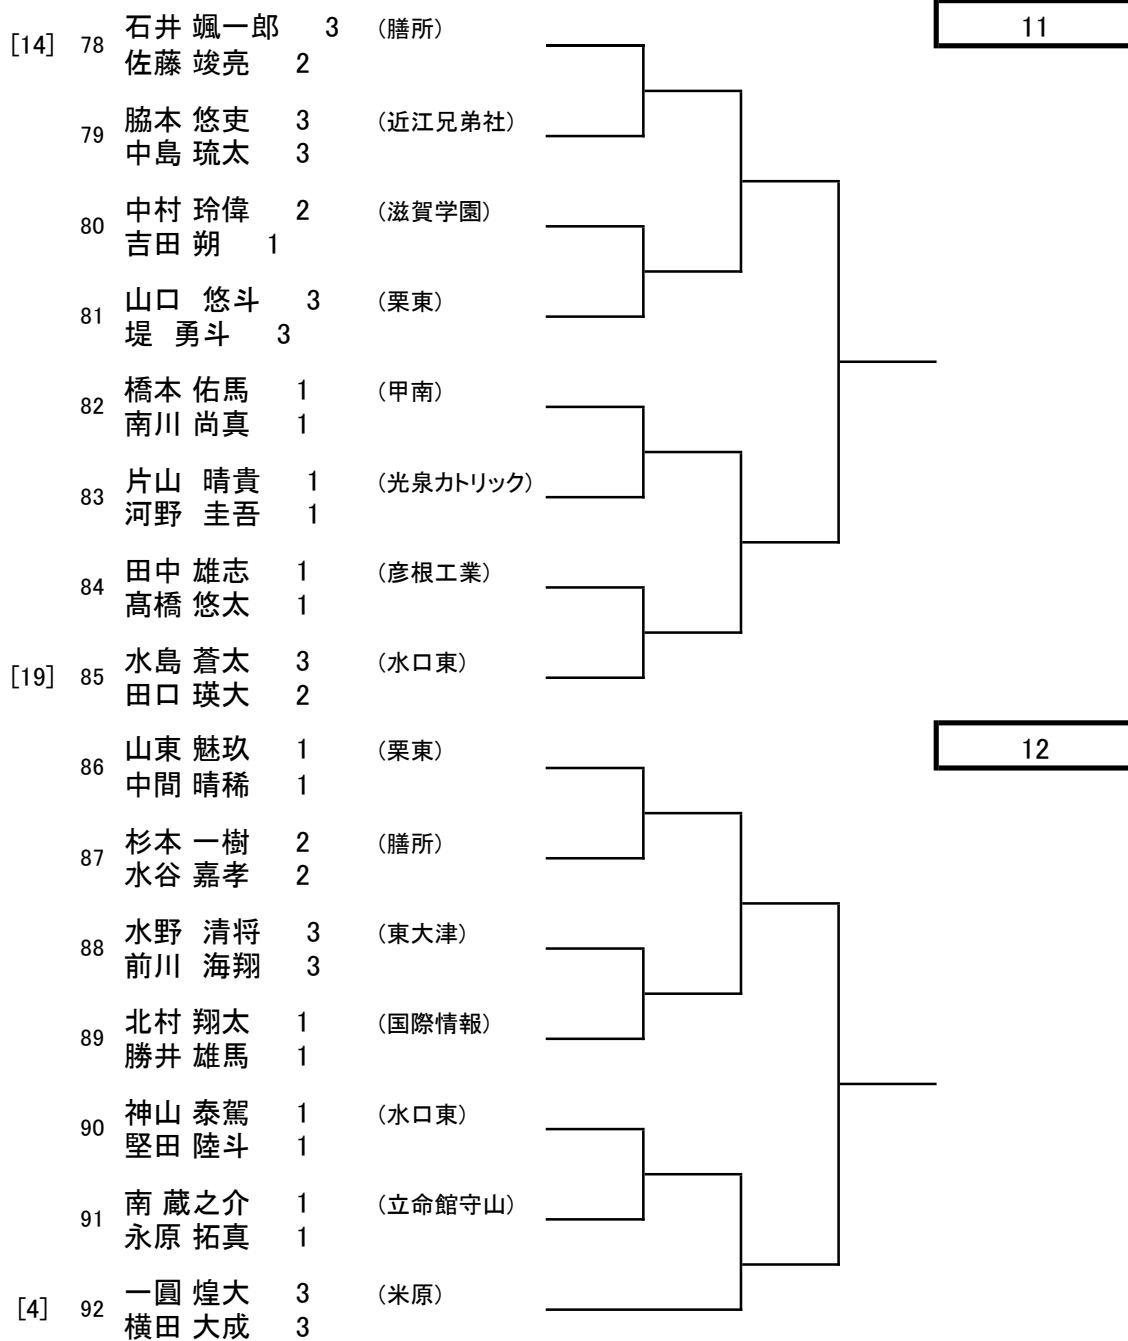 石井 颯一郎 3 (膳所) 11
[14] 78
佐藤 竣亮 2
脇本 悠吏 3 (近江兄弟社)
79
中島 琉太 3
中村 玲偉 2 (滋賀学園)
80
吉田 朔 1
山口 悠斗 3 (栗東)
81
堤 勇斗 3
橋本 佑馬 1 (甲南)
82
南川 尚真 1
片山 晴貴 1 (光泉カトリック)
83
河野 圭吾 1
田中 雄志 1 (彦根工業)
84
髙橋 悠太 1
水島 蒼太 3 (水口東)
[19] 85
田口 瑛大 2
山東 魅玖 1 (栗東) 12
86
中間 晴稀 1
杉本 一樹 2 (膳所)
87
水谷 嘉孝 2
水野 清将 3 (東大津)
88
前川 海翔 3
北村 翔太 1 (国際情報)
89
勝井 雄馬 1
神山 泰駕 1 (水口東)
90
堅田 陸斗 1
南 蔵之介 1 (立命館守山)
91
永原 拓真 1
一圓 煌大 3 (米原)
[4] 92
横田 大成 3